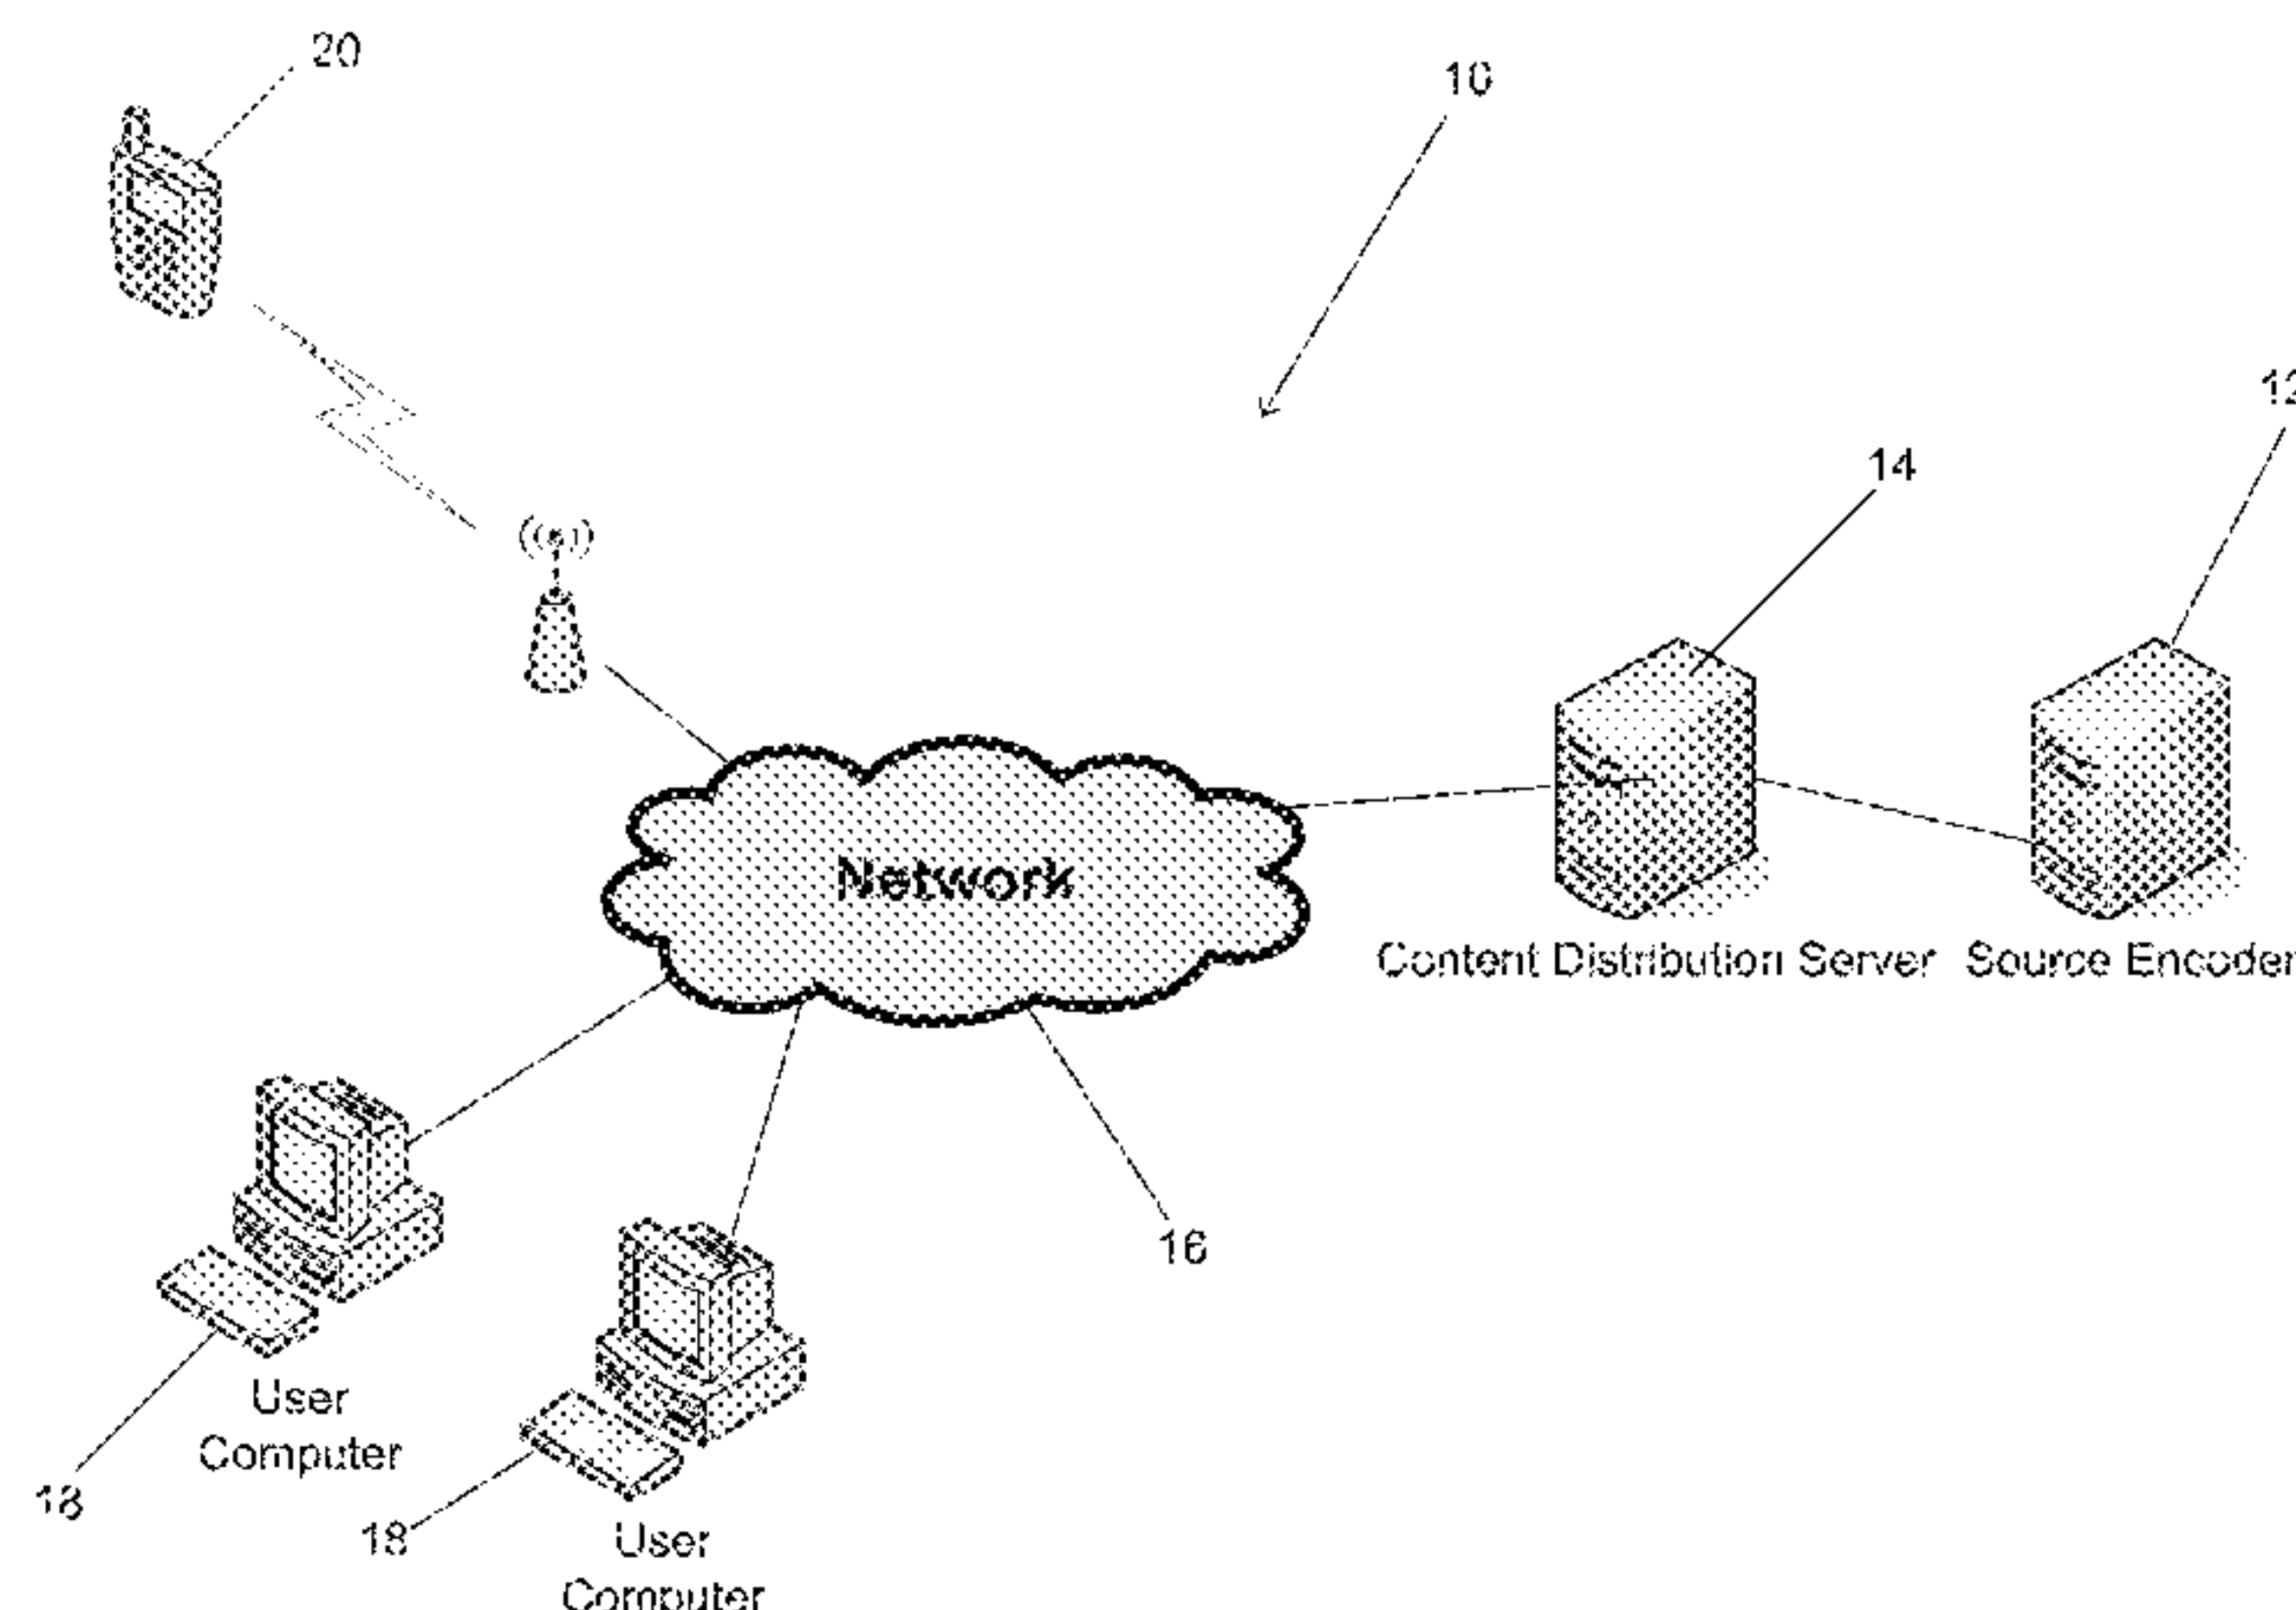 20
10
12
14
Network
Content Distribution Server
Source Encoder
16
User
Computer
18
18
User
Computer